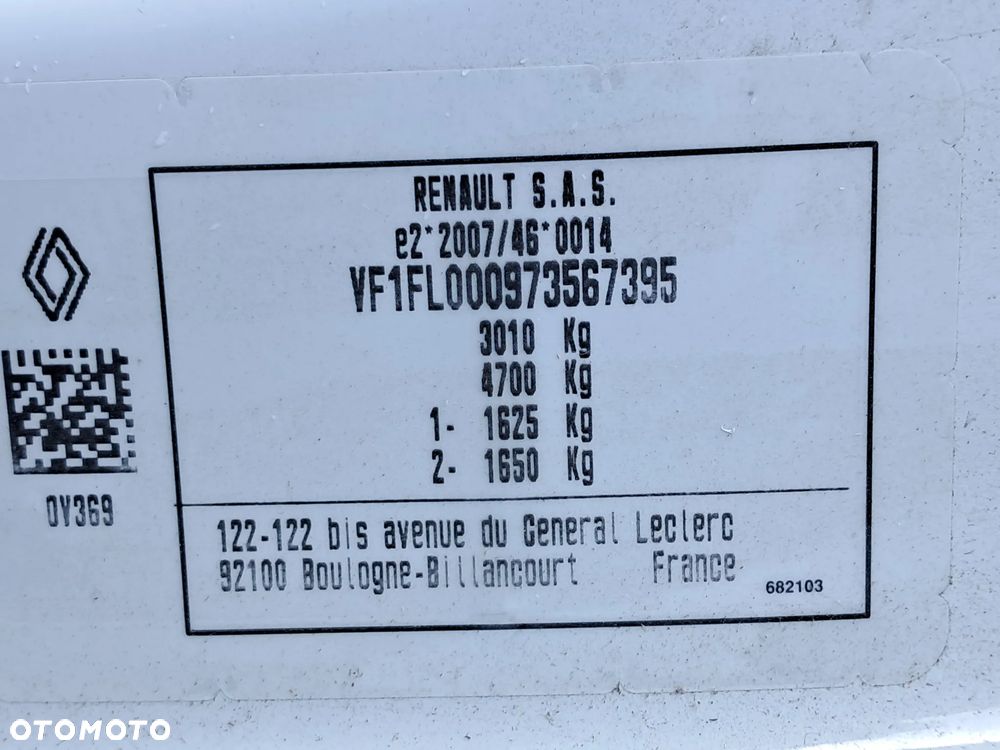 RENAULT S.A.S.
e2*2007/46*0014
VF1FL000973567395
3010 Kg
4700 Kg
1- 1625 Kg
2- 1650 Kg
0V369
122-122 bis avenue du General Leclerc
92100 Boulogne-Billancourt France
682103
OTOMOTO